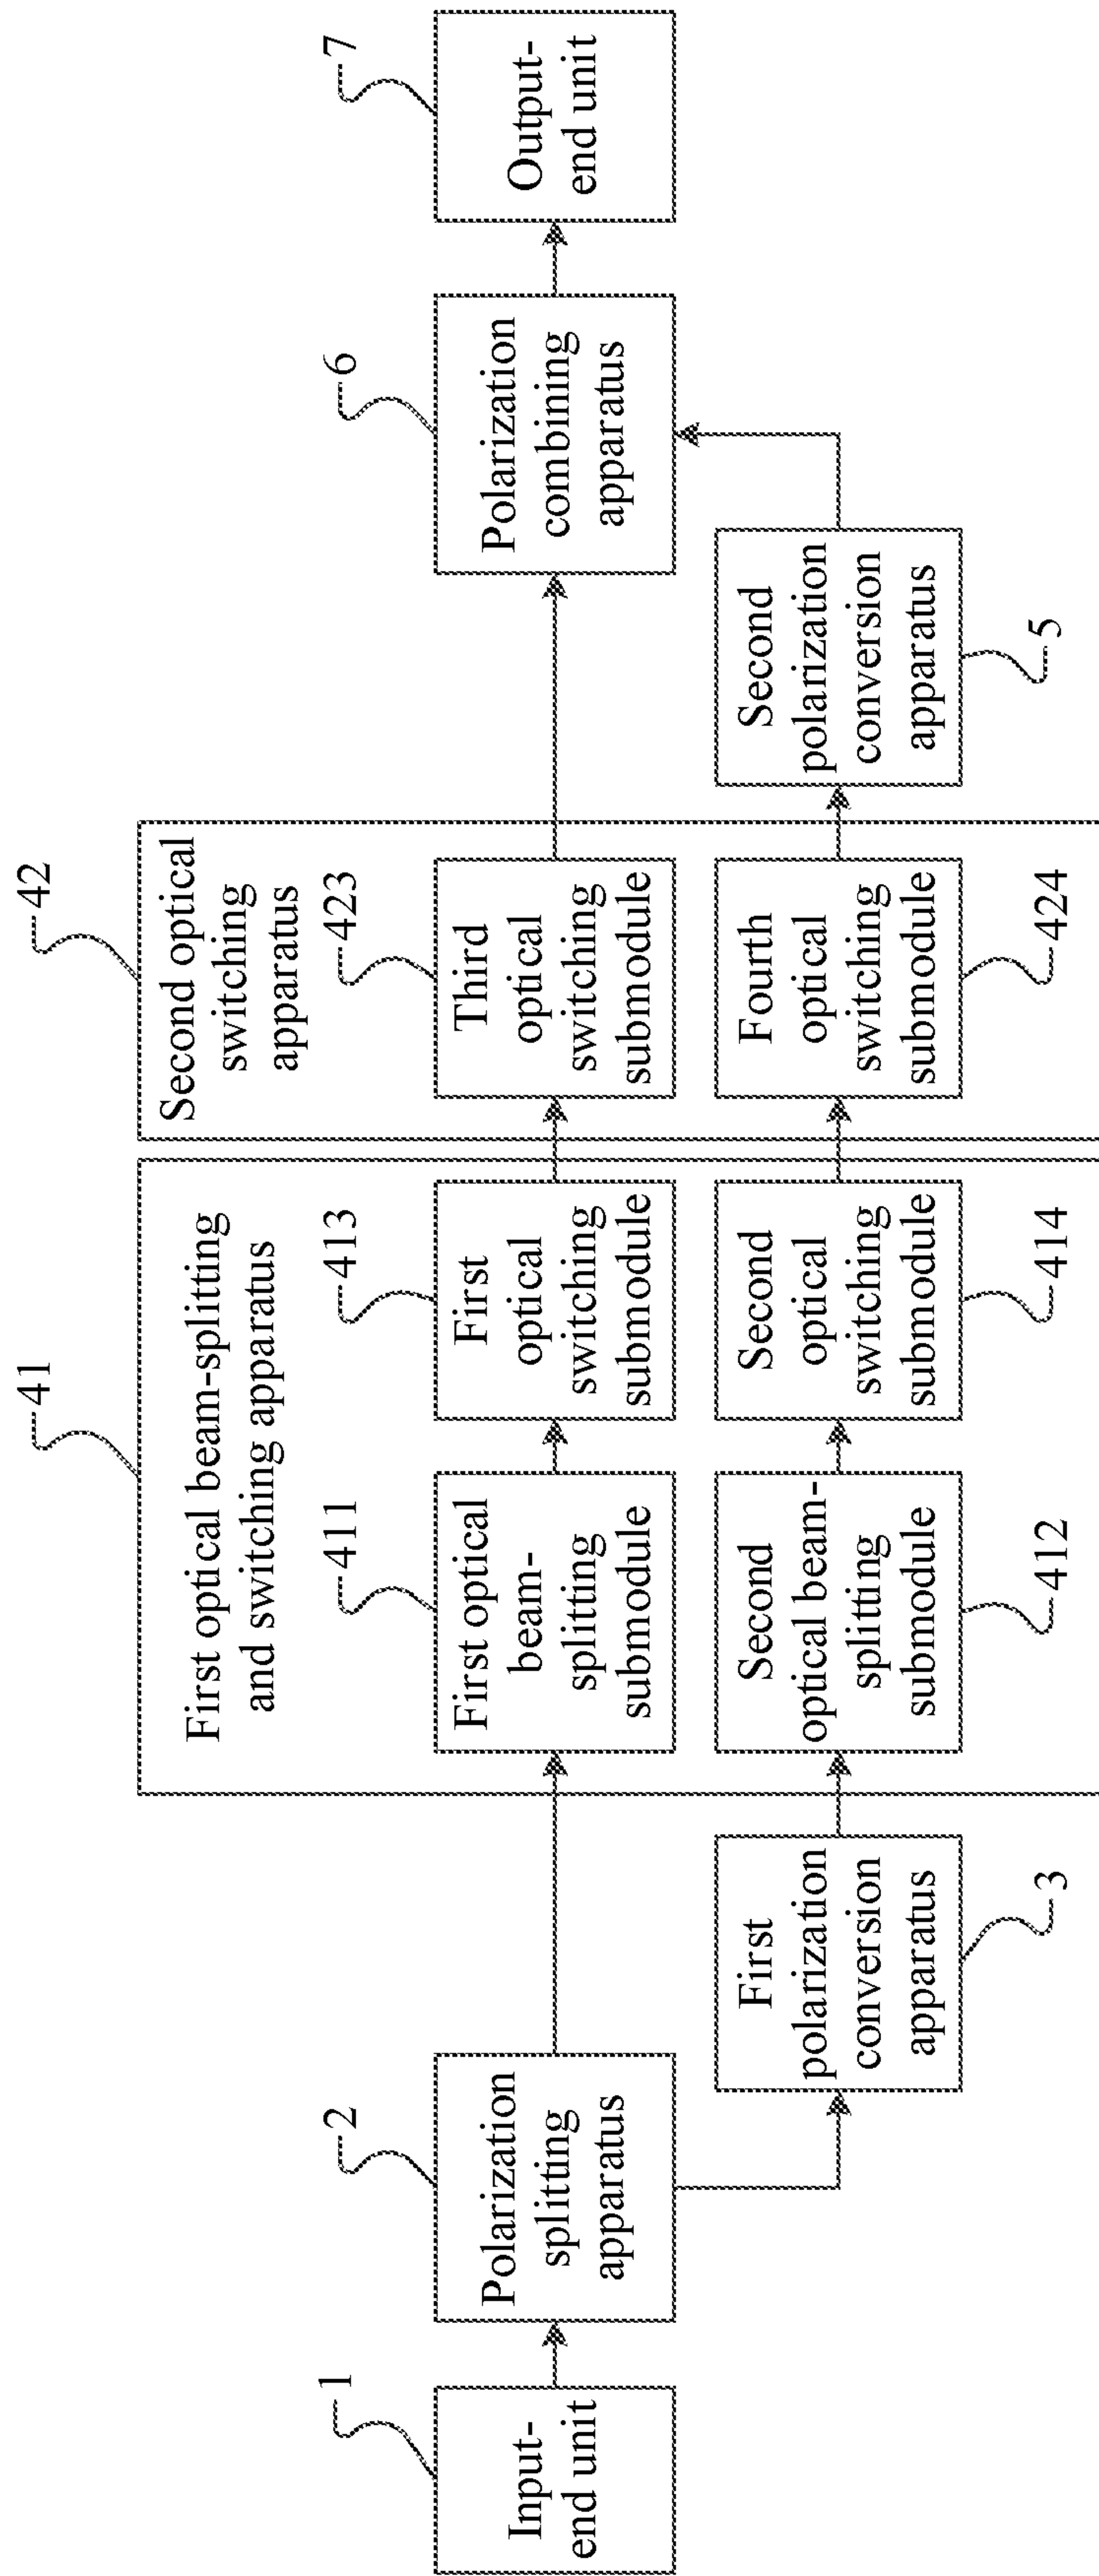 41
42
First optical beam-splitting
and switching apparatus
Second optical
switching
apparatus
1
Input-
end unit
2
Polarization
splitting
apparatus
411
First optical
beam-
splitting
submodule
413
First
optical
switching
submodule
423
Third
optical
switching
submodule
6
Polarization
combining
apparatus
7
Output-
end unit
First
polarization
conversion
apparatus
3
Second
optical beam-
splitting
submodule
412
Second
optical
switching
submodule
414
Fourth
optical
switching
submodule
424
Second
polarization
conversion
apparatus
5